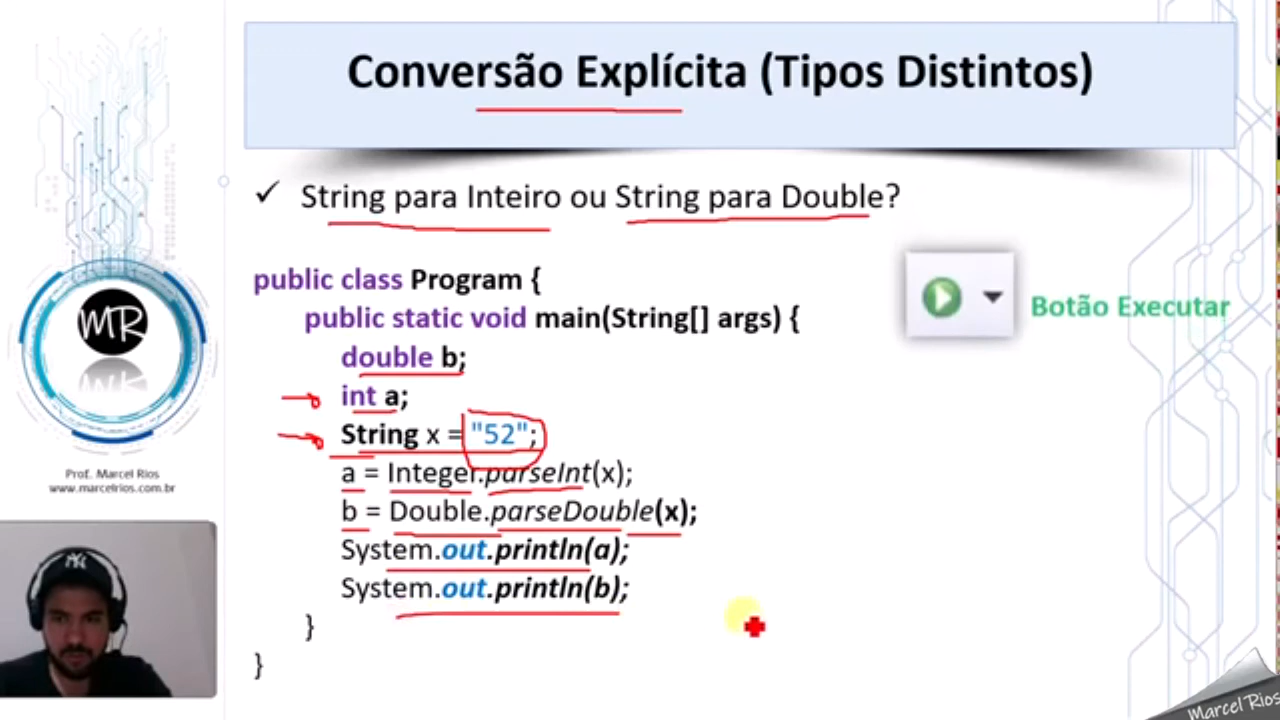 Conversão Explícita (Tipos Distintos)
✓ String para Inteiro ou String para Double?
public class Program {
public static void main(String[] args) {
double b;
int a;
String x = "52";
a = Integer.parseInt(x);
b = Double.parseDouble(x);
System.out.println(a);
System.out.println(b);
}
}
Botão Executar
MR
Prof. Marcel Rios
www.marcelrios.com.br
Marcel Rios